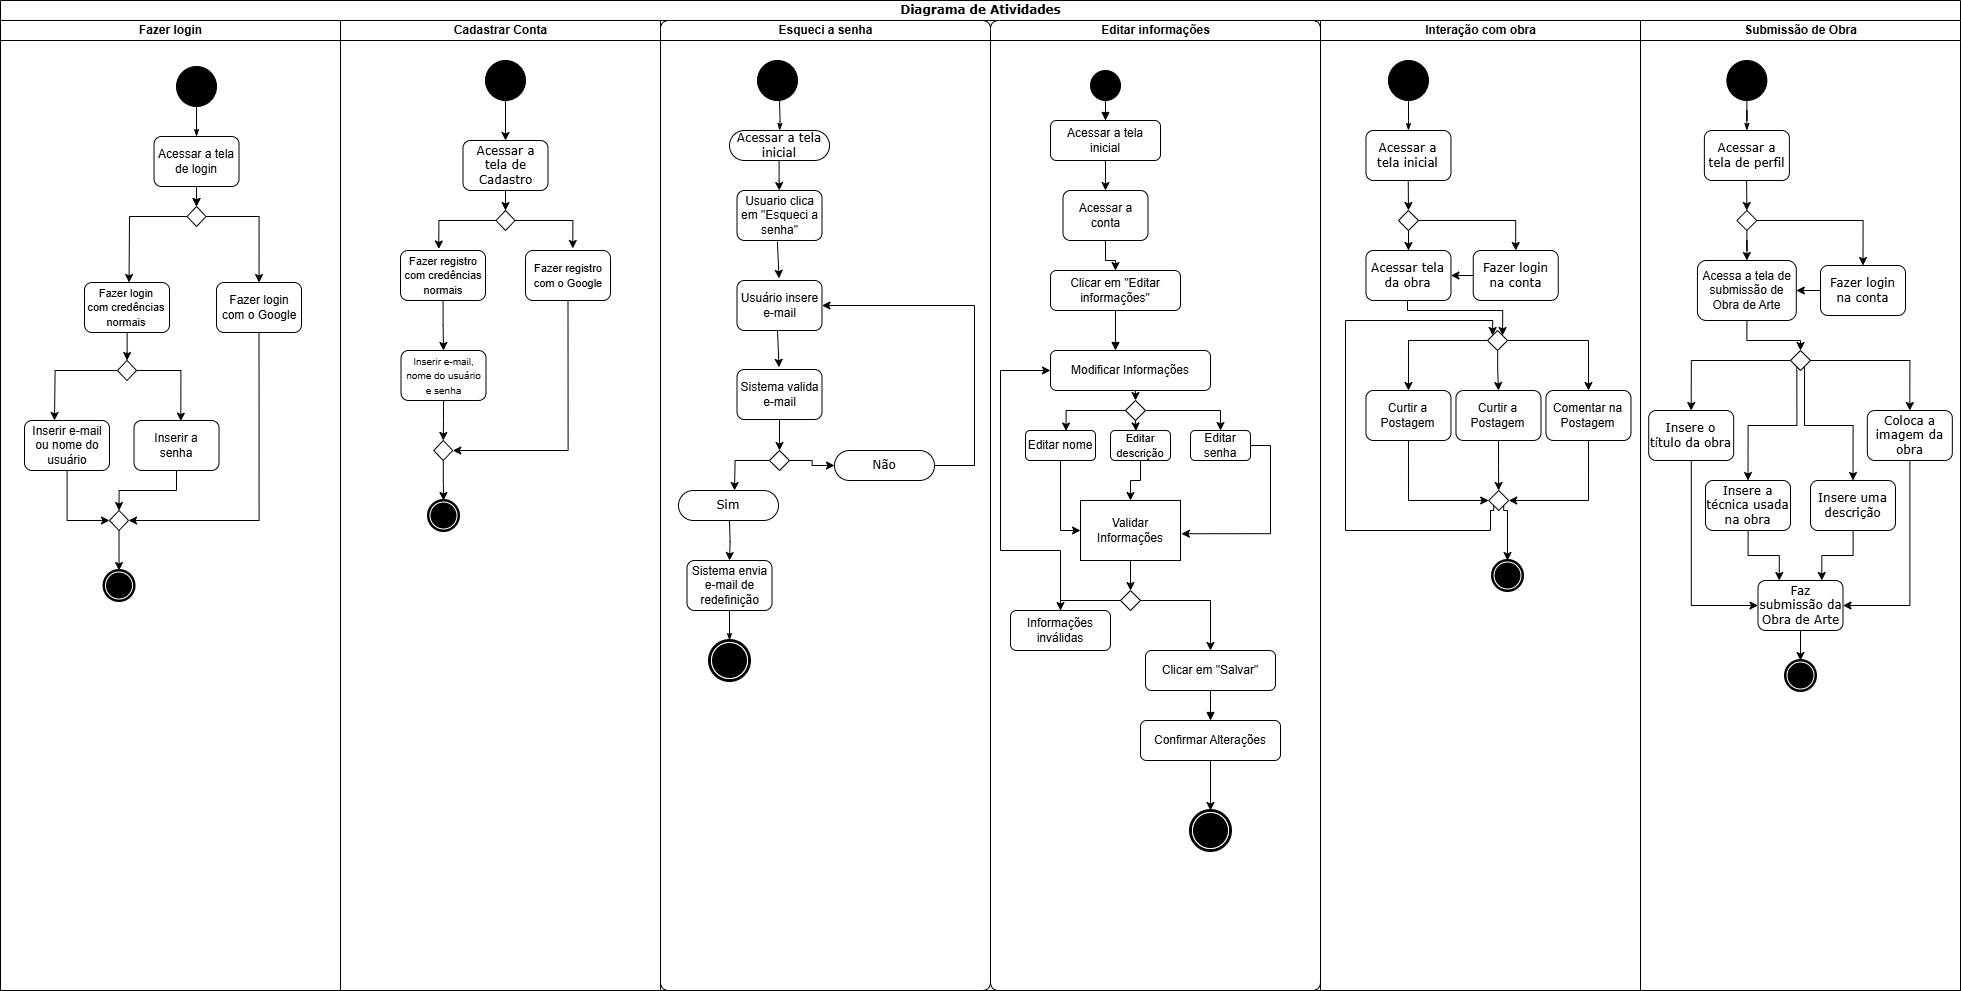 Diagrama de Atividades
Fazer login
Acessar a tela
de login
Fazer login
com credências
normais
Fazer login
com o Google
Inserir e-mail
ou nome do
usuário
Inserir a
senha
Cadastrar Conta
Acessar a
tela de
Cadastro
Fazer registro
com credências
normais
Fazer registro
com o Google
Inserir e-mail,
nome do usuário
e senha
Esqueci a senha
Acessar a tela
inicial
Usuario clica
em "Esqueci a
senha"
Usuário insere
e-mail
Sistema valida
e-mail
Não
Sim
Sistema envia
e-mail de
redefinição
Editar informações
Acessar a tela
inicial
Acessar a
conta
Clicar em "Editar
informações"
Modificar Informações
Editar nome
Editar
descrição
Editar
senha
Validar
Informações
Informações
inválidas
Clicar em "Salvar"
Confirmar Alterações
Interação com obra
Acessar a
tela inicial
Acessar tela
da obra
Fazer login
na conta
Curtir a
Postagem
Curtir a
Postagem
Comentar na
Postagem
Submissão de Obra
Acessar a
tela de perfil
Acessa a tela de
submissão de
Obra de Arte
Fazer login
na conta
Insere o
título da obra
Coloca a
imagem da
obra
Insere a
técnica usada
na obra
Insere uma
descrição
Faz
submissão da
Obra de Arte